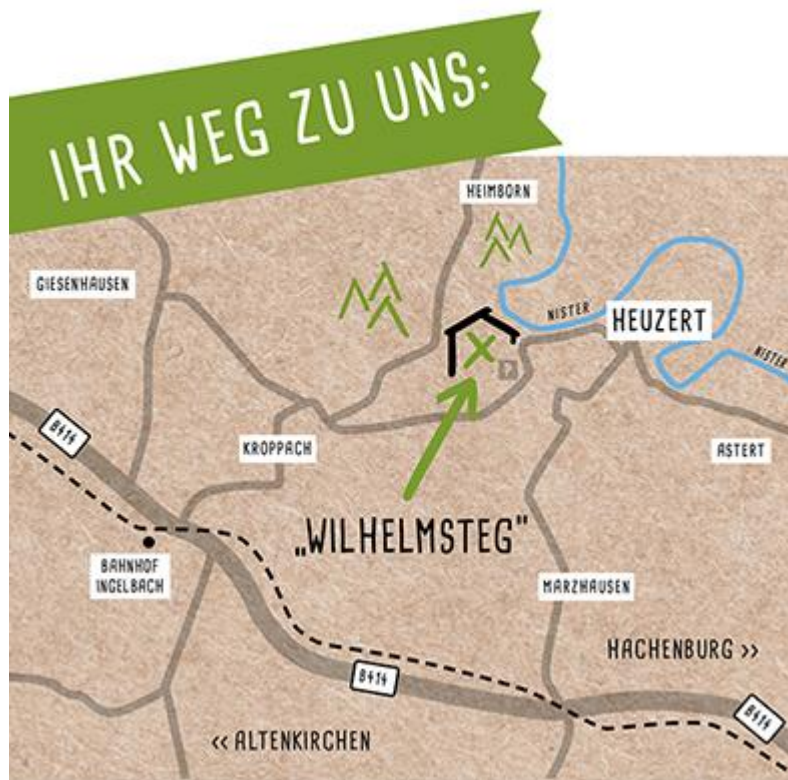 IHR WEG ZU UNS:
HEIMBORN
GIESENHAUSEN
NISTER
HEUZERT
NISTER
B414
KROPPACH
P
ASTERT
„WILHELMSTEG"
BAHNHOF
INGELBACH
MARZHAUSEN
HACHENBURG >>
B414
B414
<< ALTENKIRCHEN